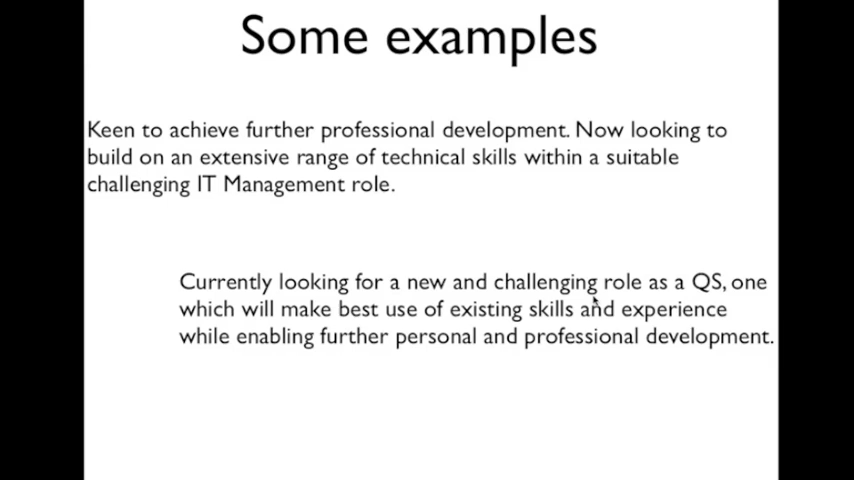 Some examples
Keen to achieve further professional development. Now looking to
build on an extensive range of technical skills within a suitable
challenging IT Management role.
Currently looking for a new and challenging role as a QS, one
which will make best use of existing skills and experience
while enabling further personal and professional development.